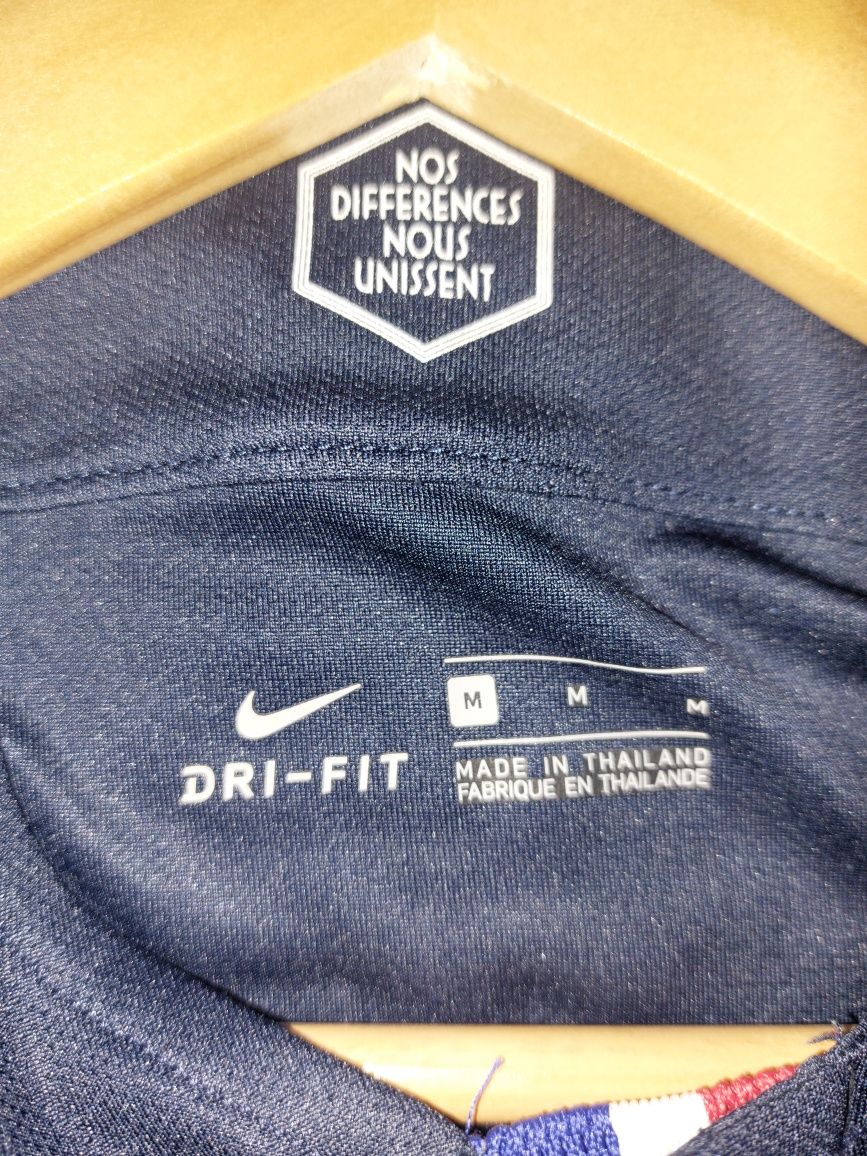 NOS
DIFFERENCES
NOUS
UNISSENT
M M M
DRI-FIT
MADE IN THAILAND
FABRIQUE EN THAILANDE